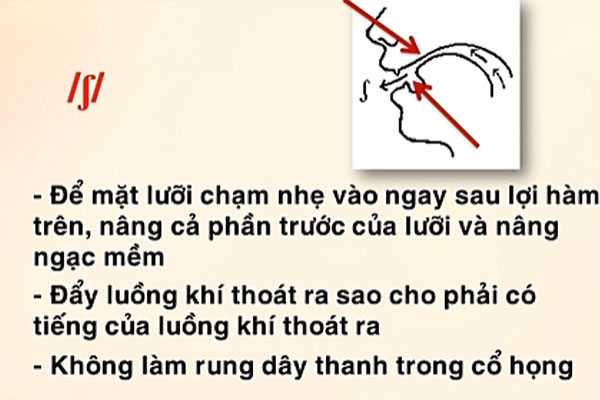 /ʃ/
ʃ
- Để mặt lưỡi chạm nhẹ vào ngay sau lợi hàm
trên, nâng cả phần trước của lưỡi và nâng
ngạc mềm
- Đẩy luồng khí thoát ra sao cho phải có
tiếng của luồng khí thoát ra
- Không làm rung dây thanh trong cổ họng